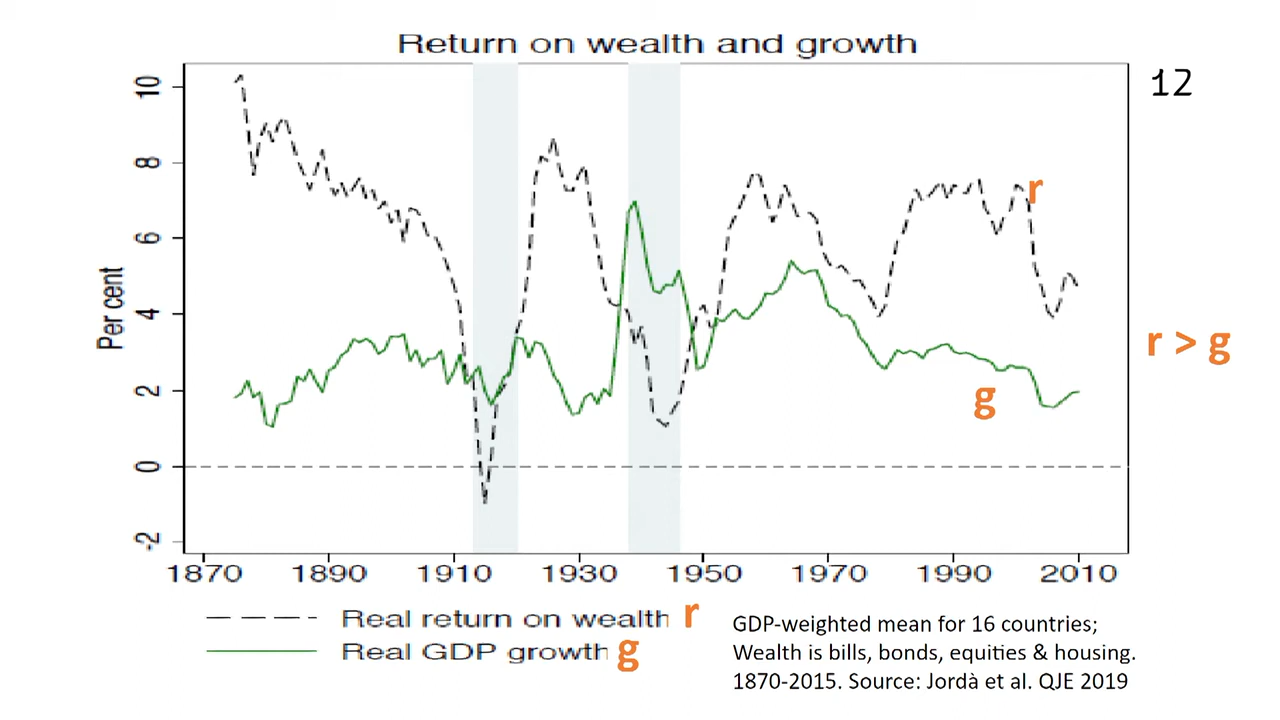 Return on wealth and growth
12
10
8
6
4
2
0
-2
Per cent
r
r > g
g
1870 1890 1910 1930 1950 1970 1990 2010
Real return on wealth r
Real GDP growth g
GDP-weighted mean for 16 countries;
Wealth is bills, bonds, equities & housing.
1870-2015. Source: Jordà et al. QJE 2019